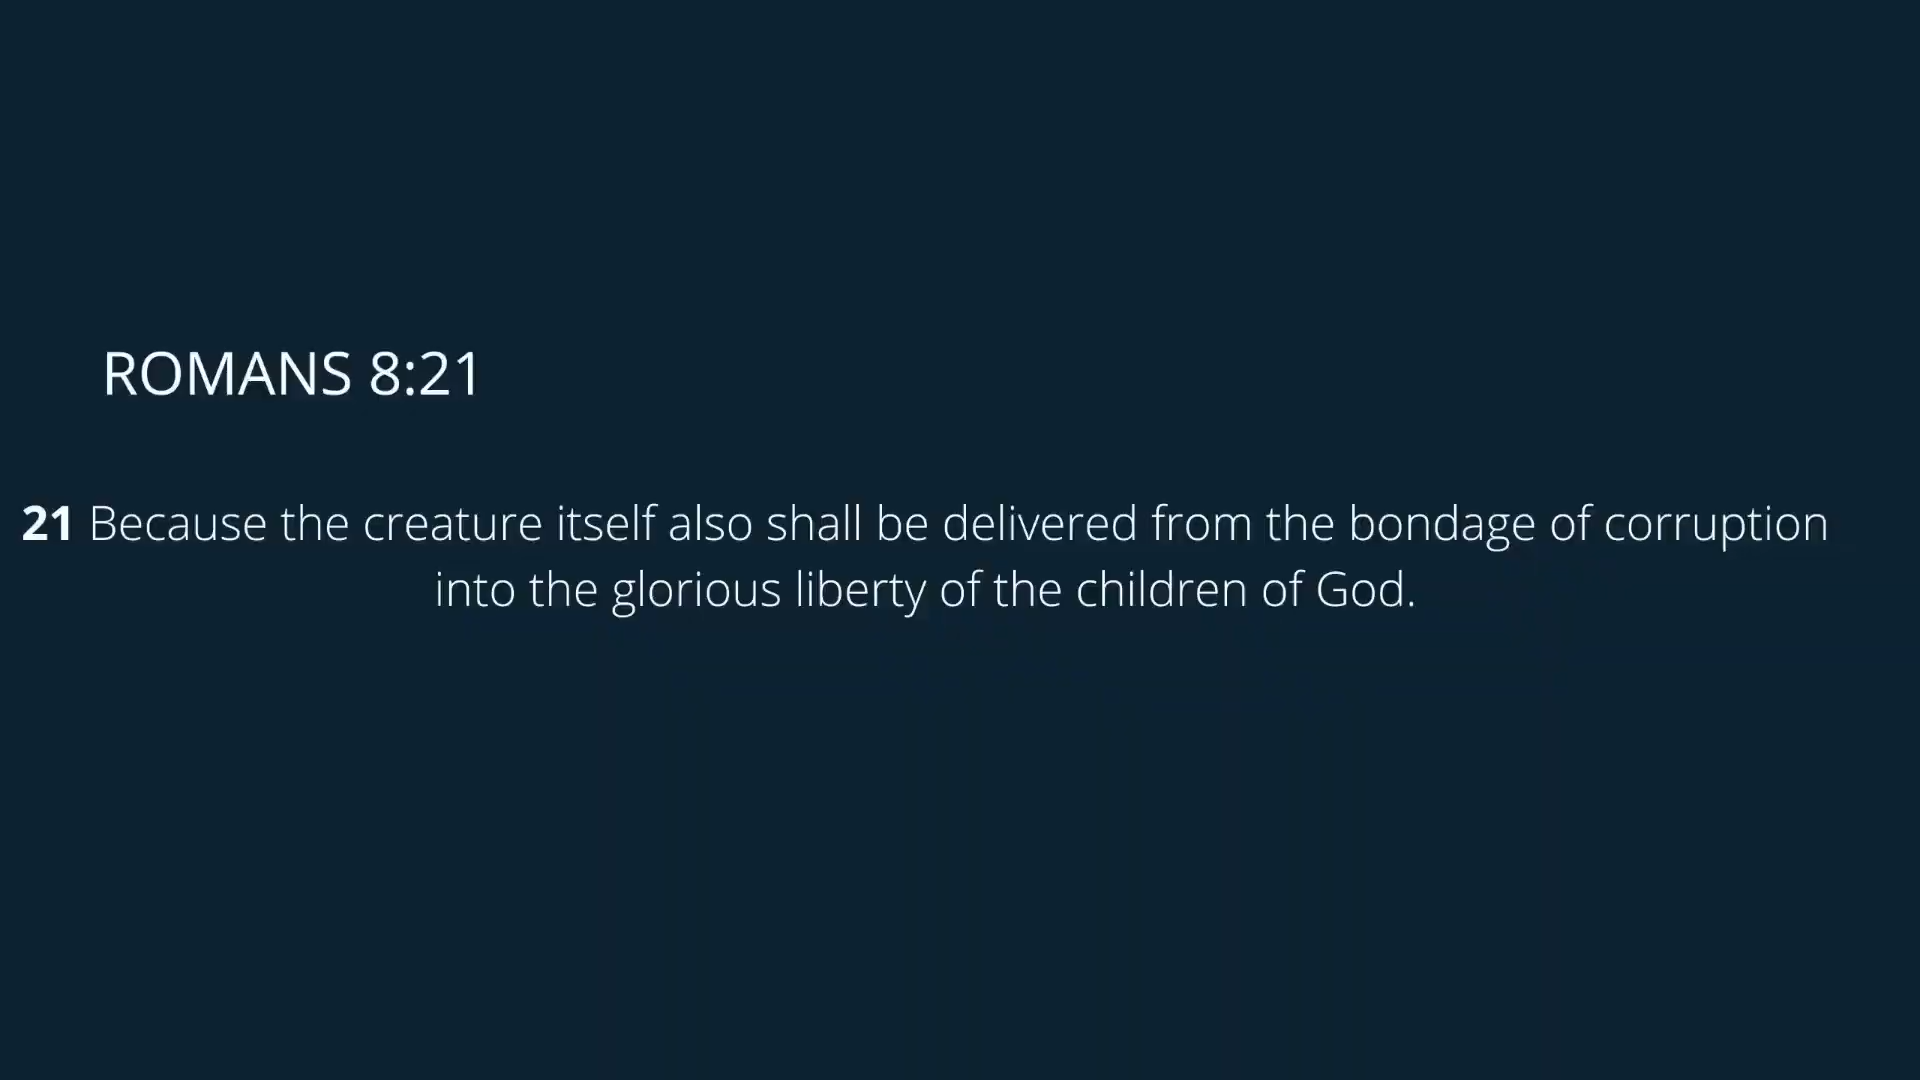 ROMANS 8:21
21 Because the creature itself also shall be delivered from the bondage of corruption
into the glorious liberty of the children of God.